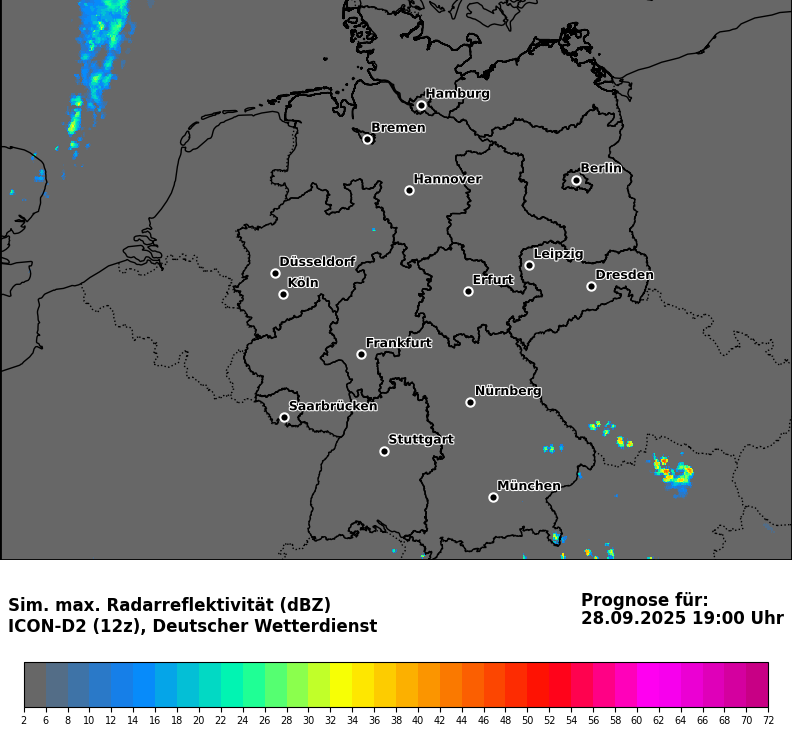 Hamburg
Bremen
Berlin
Hannover
Leipzig
Düsseldorf
Dresden
Köln
Erfurt
Frankfurt
Nürnberg
Saarbrücken
Stuttgart
München
Sim. max. Radarreflektivität (dBZ)
ICON-D2 (12z), Deutscher Wetterdienst
Prognose für:
28.09.2025 19:00 Uhr
2 6 8 10 12 14 16 18 20 22 24 26 28 30 32 34 36 38 40 42 44 46 48 50 52 54 56 58 60 62 64 66 68 70 72